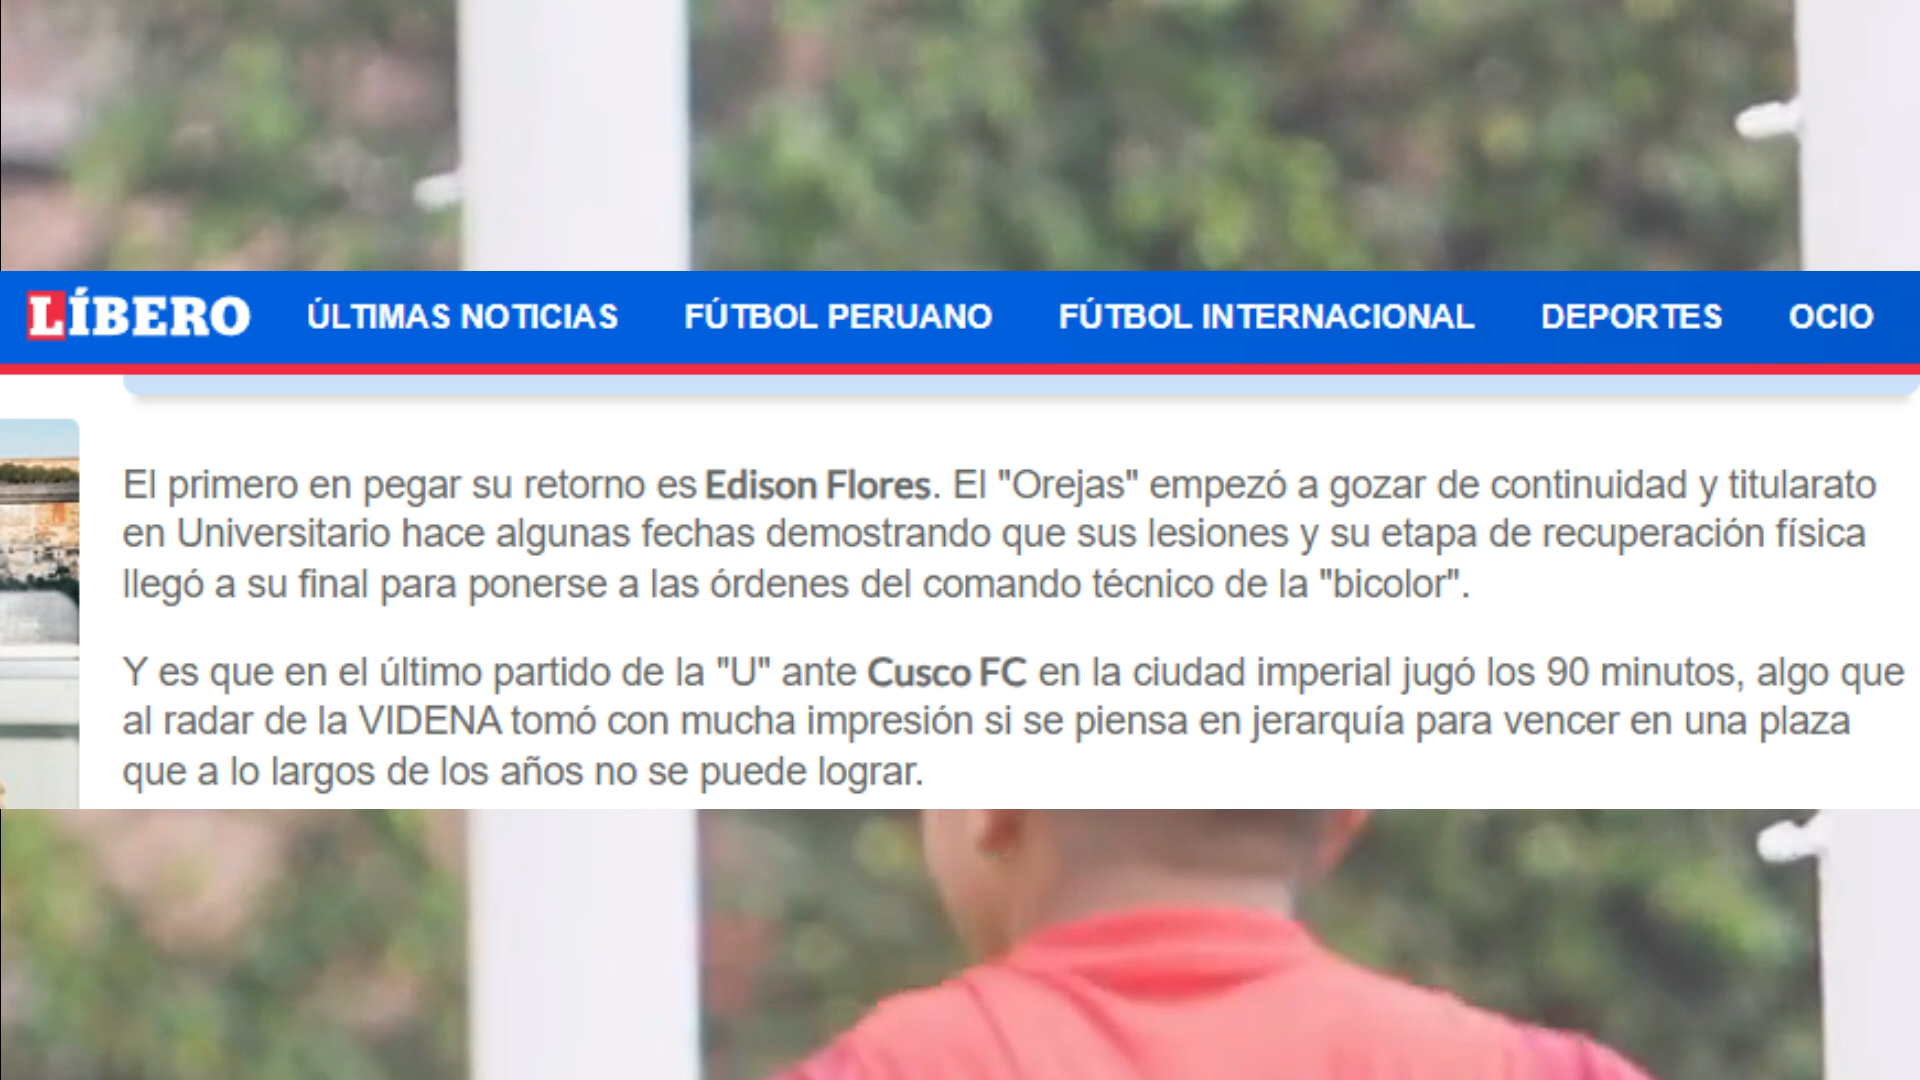 LÍBERO ÚLTIMAS NOTICIAS FÚTBOL PERUANO FÚTBOL INTERNACIONAL DEPORTES OCIO
El primero en pegar su retorno es Edison Flores. El "Orejas" empezó a gozar de continuidad y titularato
en Universitario hace algunas fechas demostrando que sus lesiones y su etapa de recuperación física
llegó a su final para ponerse a las órdenes del comando técnico de la "bicolor".
Y es que en el último partido de la "U" ante Cusco FC en la ciudad imperial jugó los 90 minutos, algo que
al radar de la VIDENA tomó con mucha impresión si se piensa en jerarquía para vencer en una plaza
que a lo largos de los años no se puede lograr.